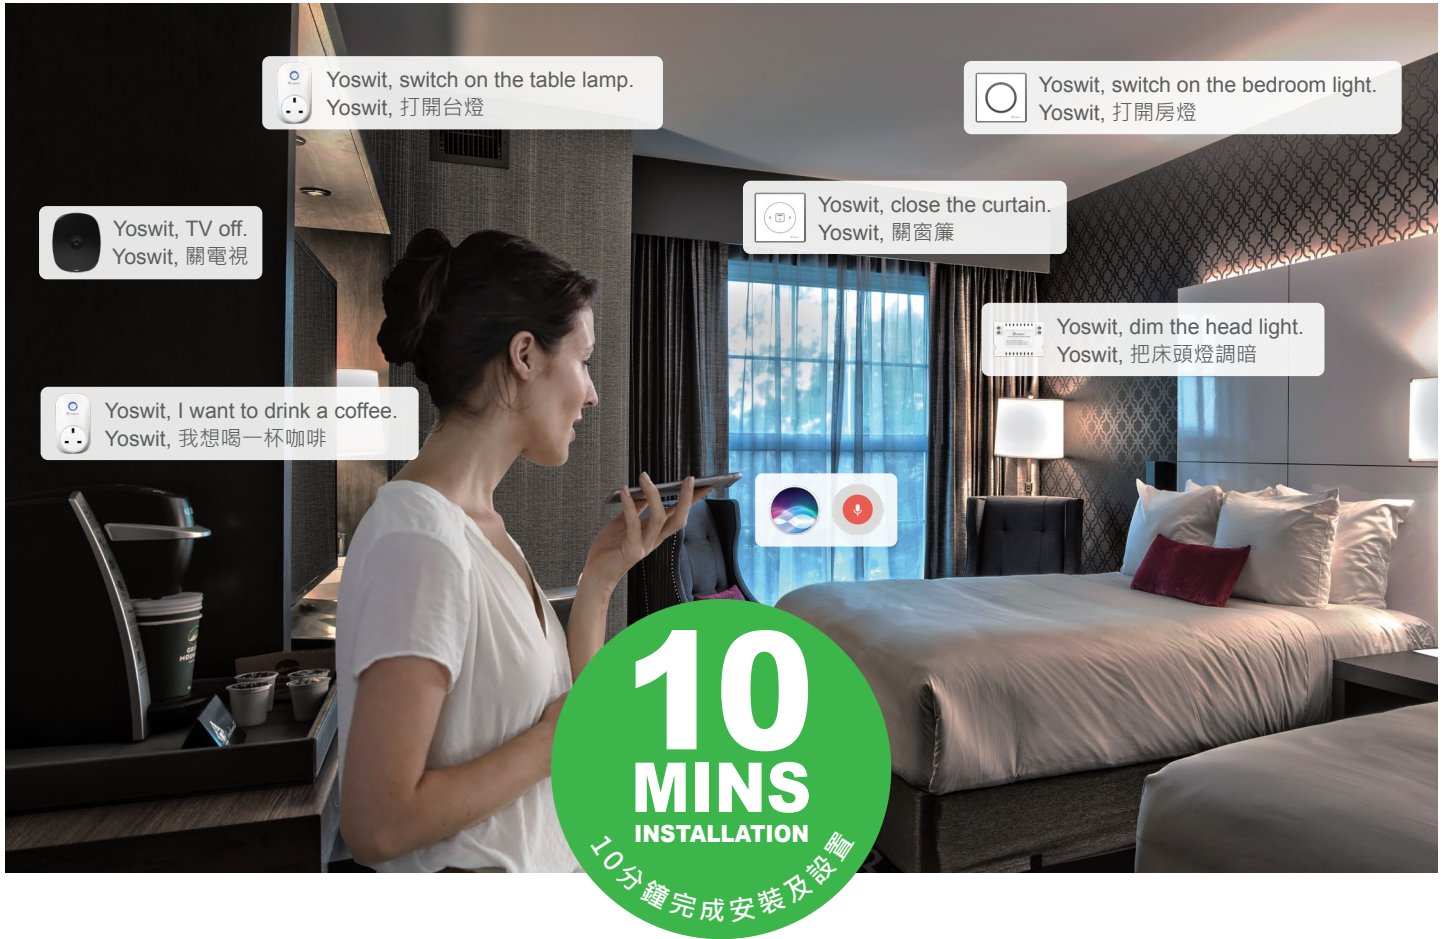 Yoswit, switch on the table lamp.
Yoswit, 打開台燈
Yoswit, switch on the bedroom light.
Yoswit, 打開房燈
Yoswit, close the curtain.
Yoswit, 關窗簾
Yoswit, TV off.
Yoswit, 關電視
Yoswit, dim the head light.
Yoswit, 把床頭燈調暗
Yoswit, I want to drink a coffee.
Yoswit, 我想喝一杯咖啡
10
MINS
INSTALLATION
10分鐘完成安裝及設置